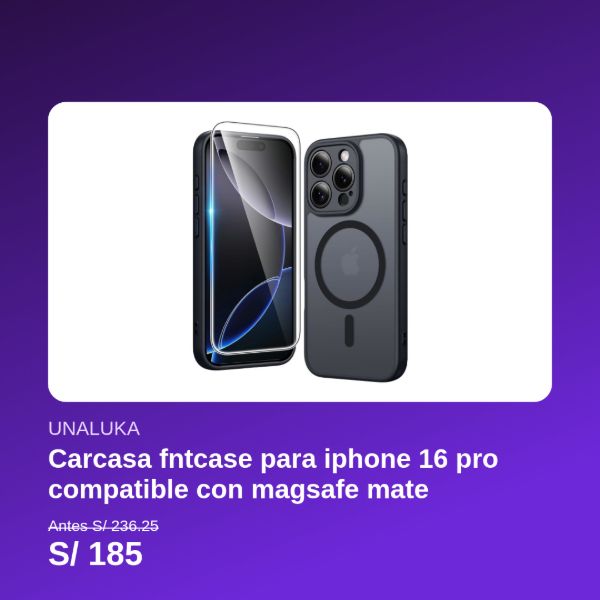 UNALUKA
Carcasa fntcase para iphone 16 pro
compatible con magsafe mate
Antes S/ 236.25
S/ 185